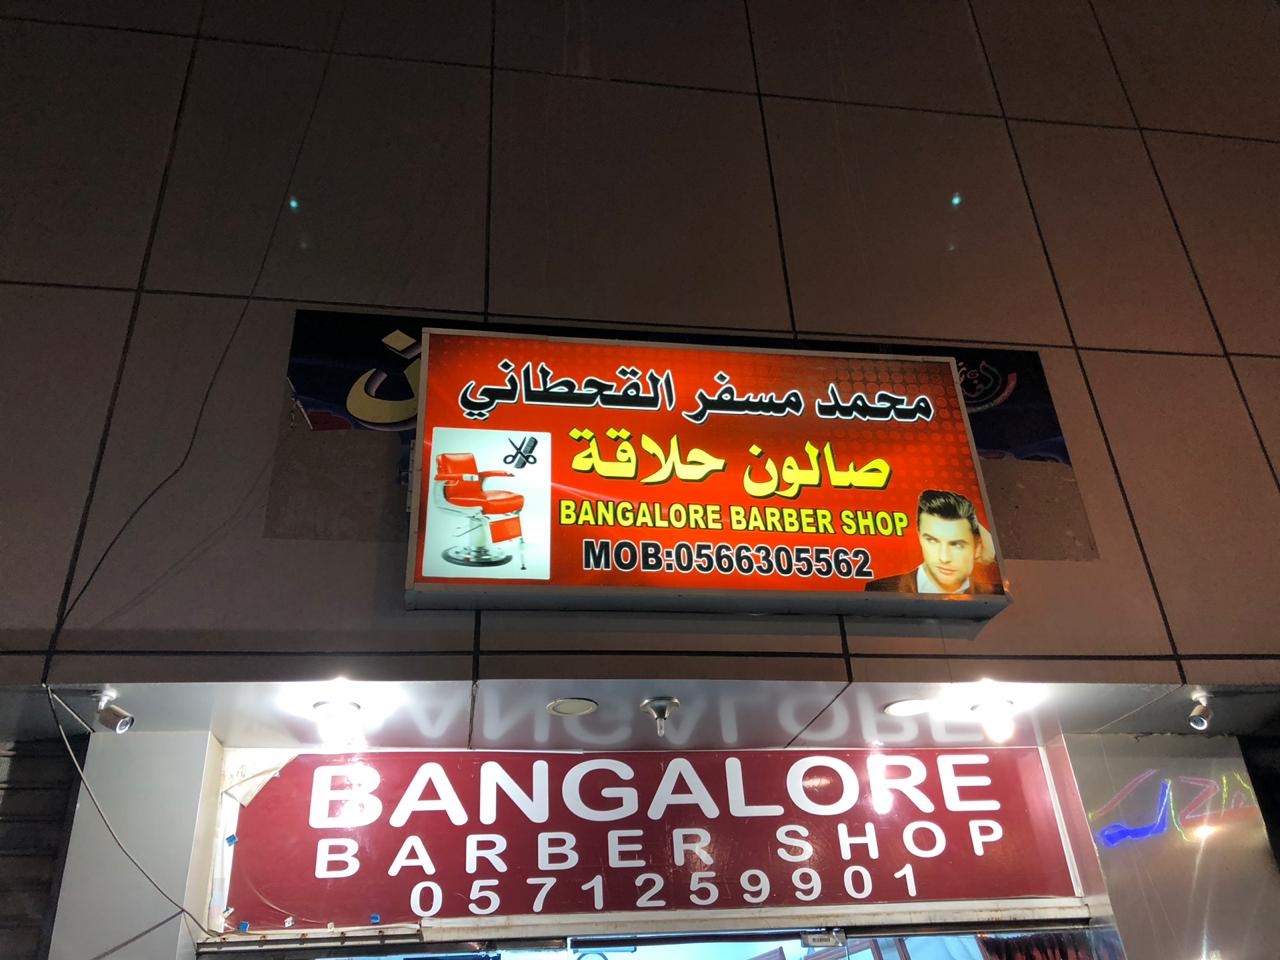 محمد مسفر القحطاني
صالون حلاقة
BANGALORE BARBER SHOP
MOB:0566305562
BANGALORE
BARBER SHOP
0571259901